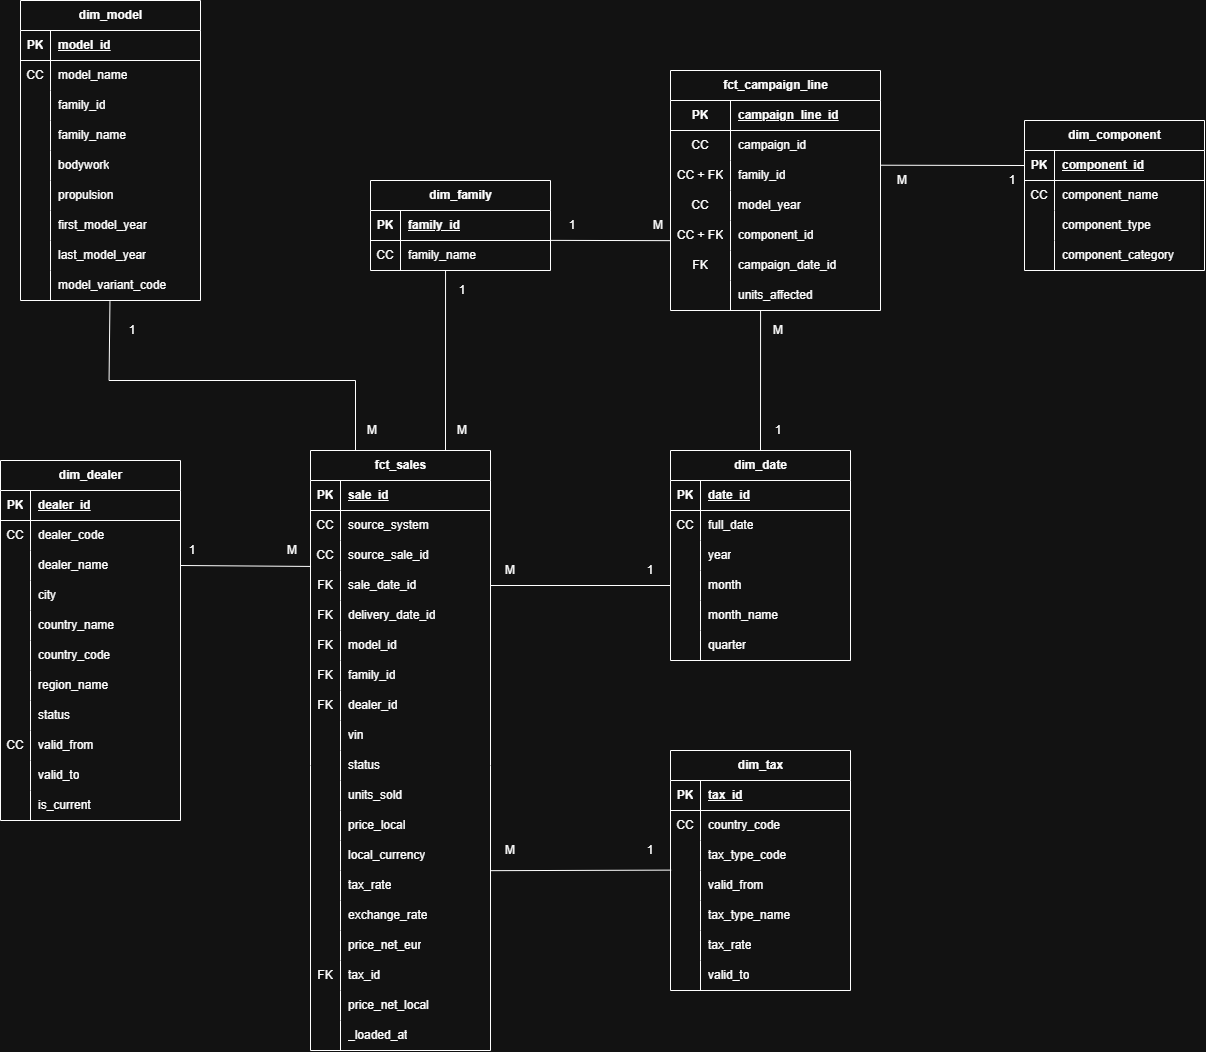 dim_model
PK model_id
CC model_name
family_id
family_name
bodywork
propulsion
first_model_year
last_model_year
model_variant_code
1
M
dim_family
PK family_id
CC family_name
1
M
1
M
fct_campaign_line
PK campaign_line_id
CC campaign_id
CC + FK family_id
CC model_year
CC + FK component_id
FK campaign_date_id
units_affected
M
1
M
1
dim_component
PK component_id
CC component_name
component_type
component_category
dim_dealer
PK dealer_id
CC dealer_code
dealer_name
city
country_name
country_code
region_name
status
CC valid_from
valid_to
is_current
1
M
fct_sales
PK sale_id
CC source_system
CC source_sale_id
FK sale_date_id
FK delivery_date_id
FK model_id
FK family_id
FK dealer_id
vin
status
units_sold
price_local
local_currency
tax_rate
exchange_rate
price_net_eur
FK tax_id
price_net_local
_loaded_at
M
1
M
1
dim_date
PK date_id
CC full_date
year
month
month_name
quarter
dim_tax
PK tax_id
CC country_code
tax_type_code
valid_from
tax_type_name
tax_rate
valid_to